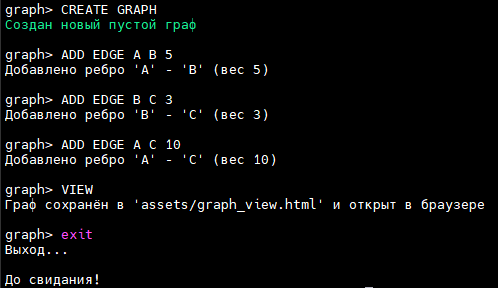 graph> CREATE GRAPH
Создан новый пустой граф
graph> ADD EDGE A B 5
Добавлено ребро 'A' - 'B' (вес 5)
graph> ADD EDGE B C 3
Добавлено ребро 'B' - 'C' (вес 3)
graph> ADD EDGE A C 10
Добавлено ребро 'A' - 'C' (вес 10)
graph> VIEW
Граф сохранён в 'assets/graph_view.html' и открыт в браузере
graph> exit
Выход...
До свидания!